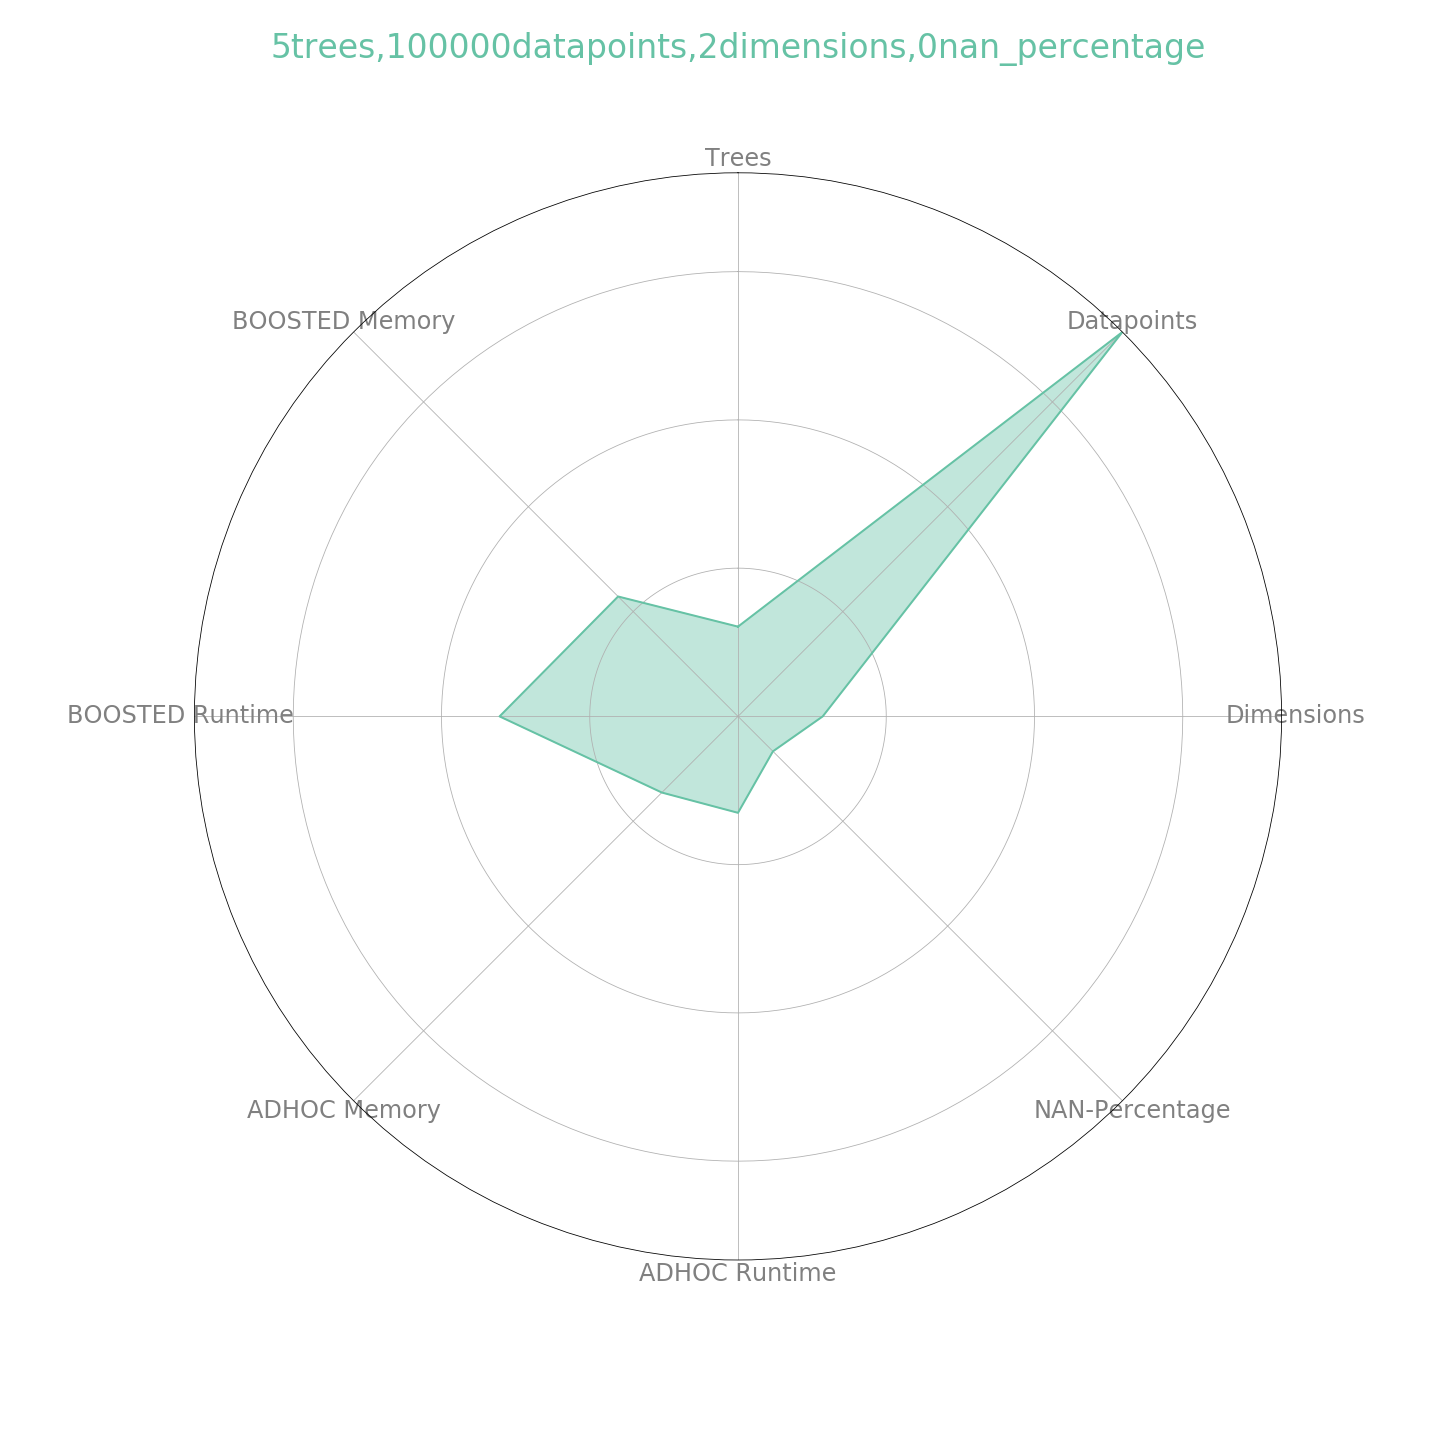 5trees,100000datapoints,2dimensions,0nan_percentage
Trees
BOOSTED Memory
Datapoints
BOOSTED Runtime
Dimensions
ADHOC Memory
NAN-Percentage
ADHOC Runtime